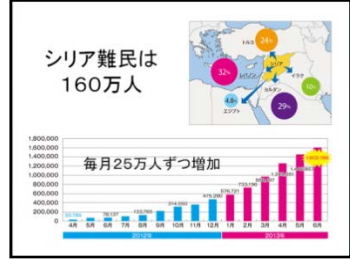 シリア難民は
160万人
トルコ
24%
シリア
32%
レバノン
イラク
10%
ヨルダン
4.8%
エジプト
29%
毎月25万人ずつ増加
1,800,000
1,600,000
1,400,000
1,200,000
1,000,000
800,000
600,000
400,000
200,000
0
4月 5月 6月 7月 8月 9月 10月 11月 12月 1月 2月 3月 4月 5月 6月
2012年 2013年